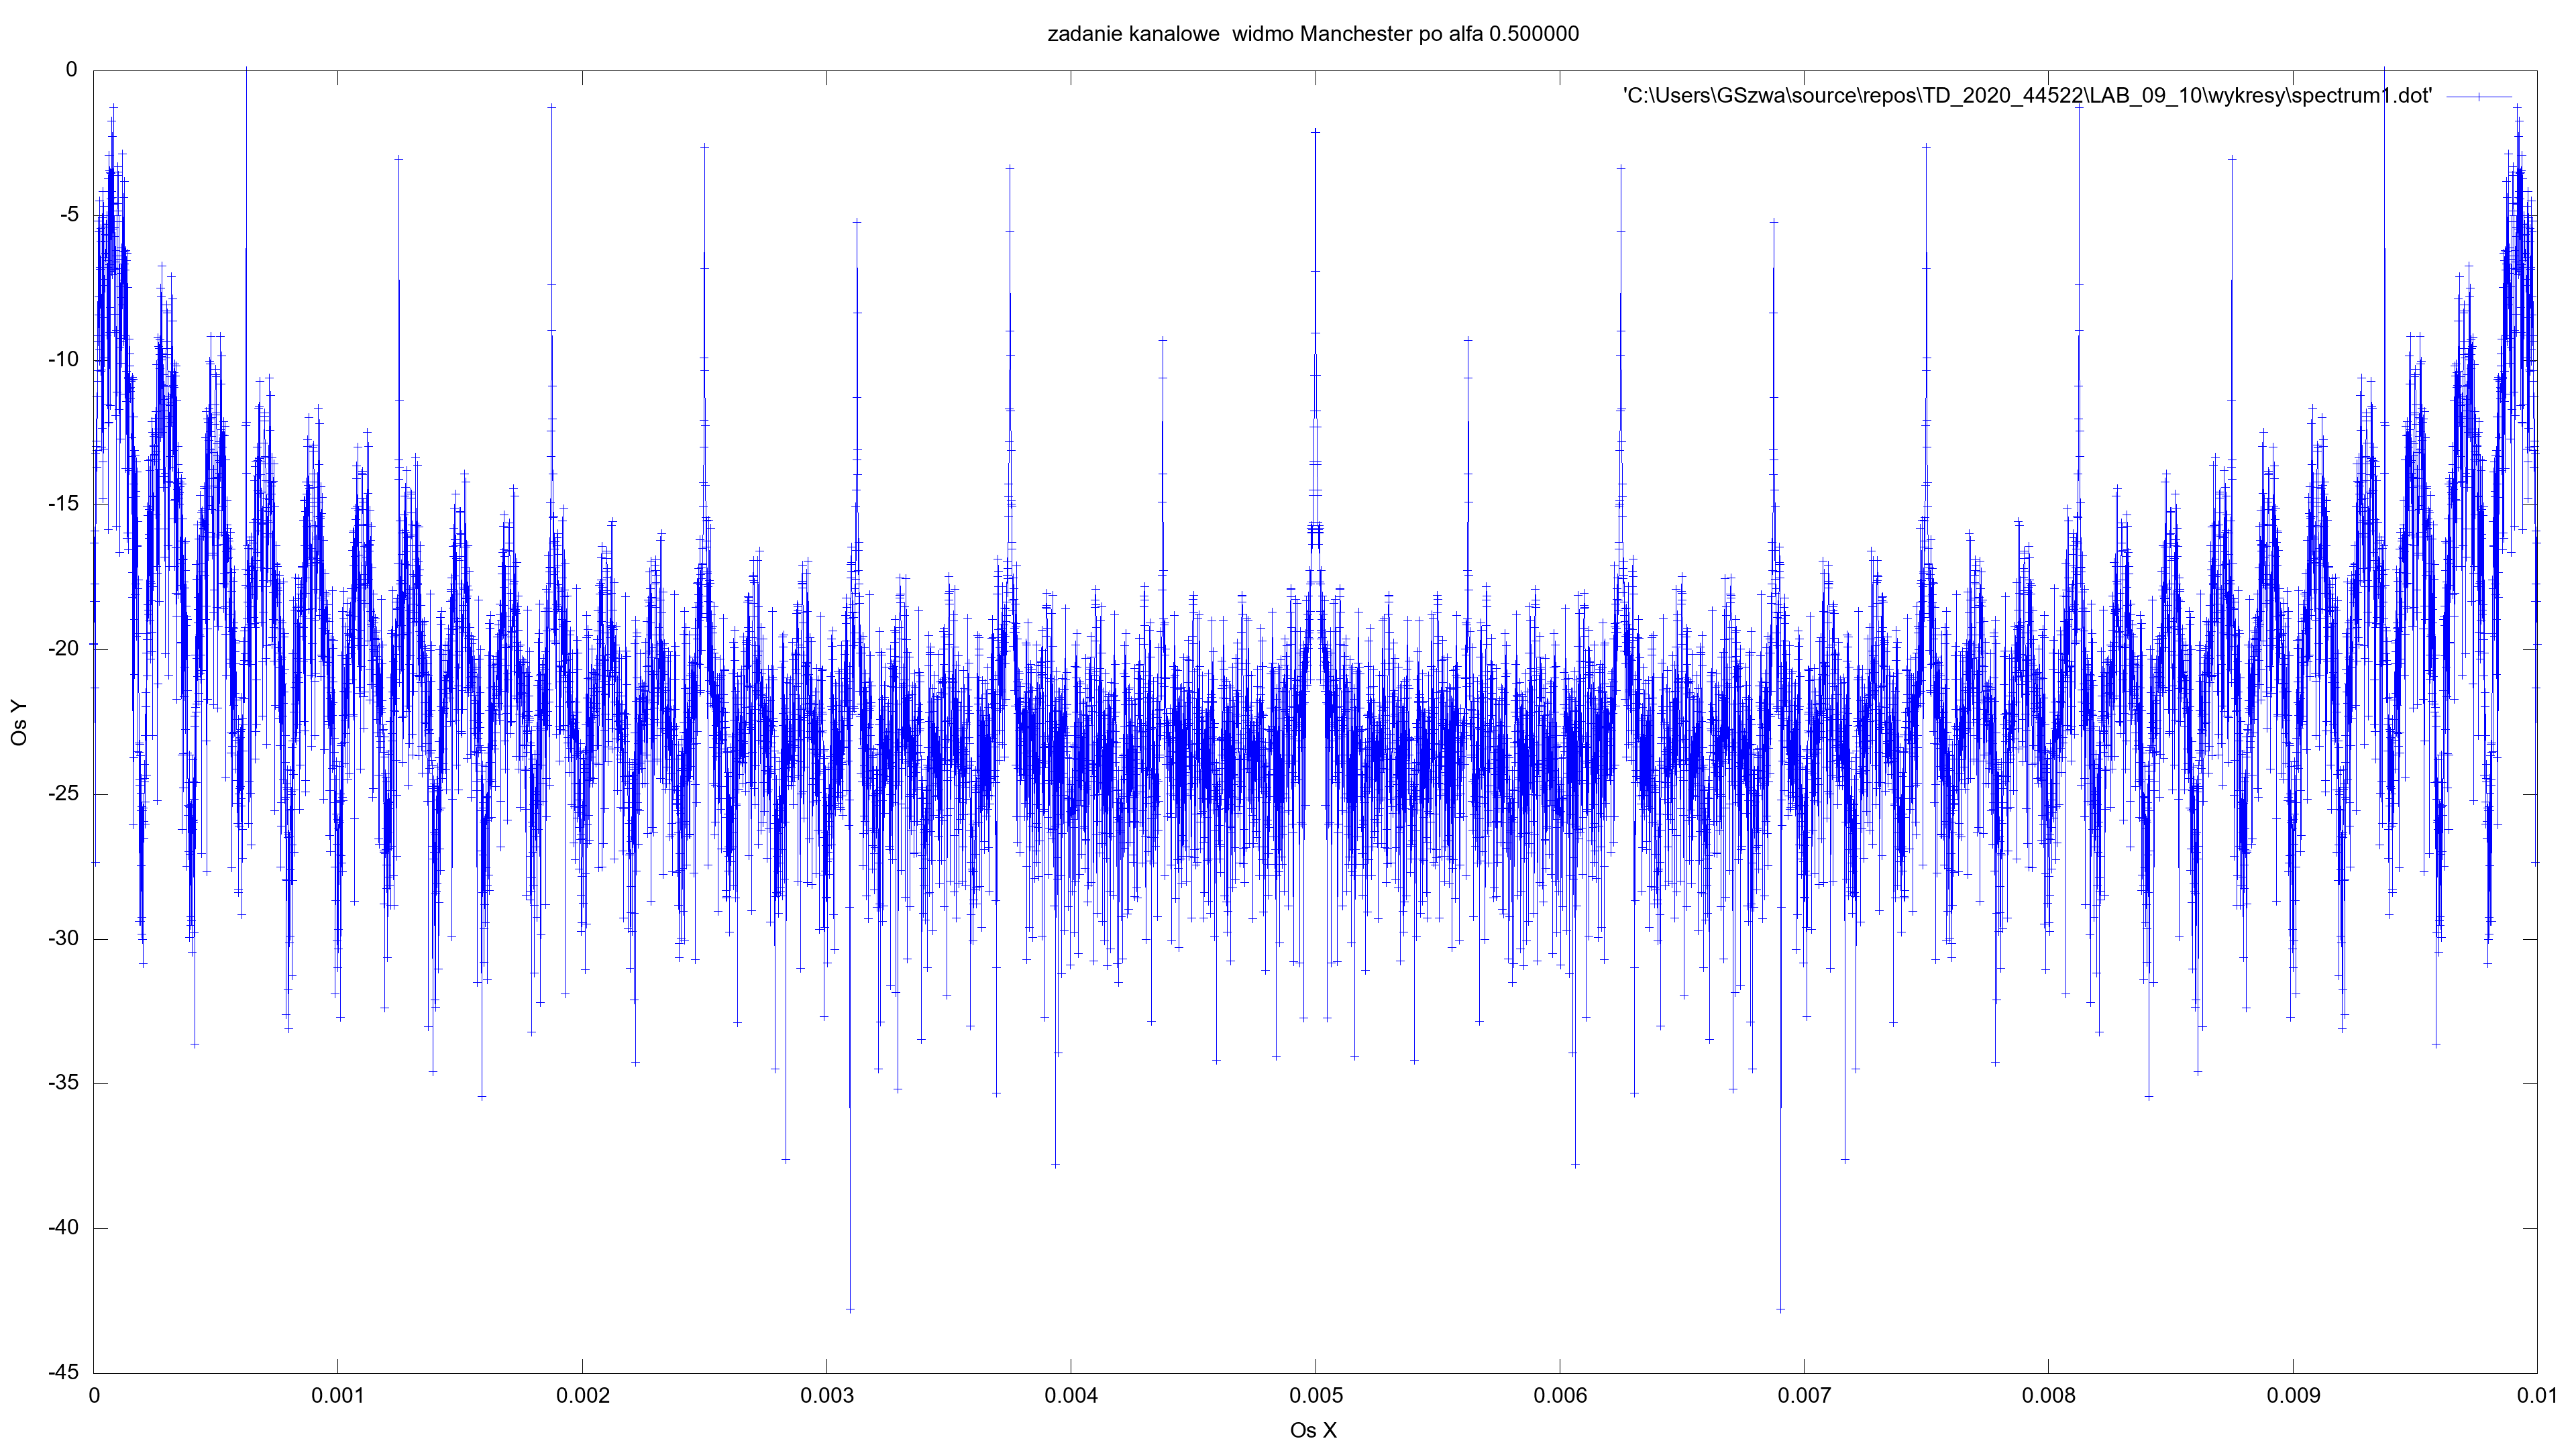 zadanie kanalowe  widmo Manchester po alfa 0.500000
'C:\Users\GSzwa\source\repos\TD_2020_44522\LAB_09_10\wykresy\spectrum1.dot'
0
-5
-10
-15
-20
-25
-30
-35
-40
-45
Os Y
0 0.001 0.002 0.003 0.004 0.005 0.006 0.007 0.008 0.009 0.01
Os X